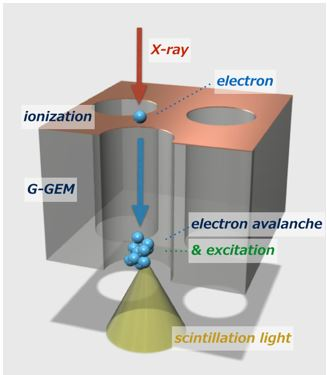 X-ray
electron
ionization
G-GEM
electron avalanche
& excitation
scintillation light